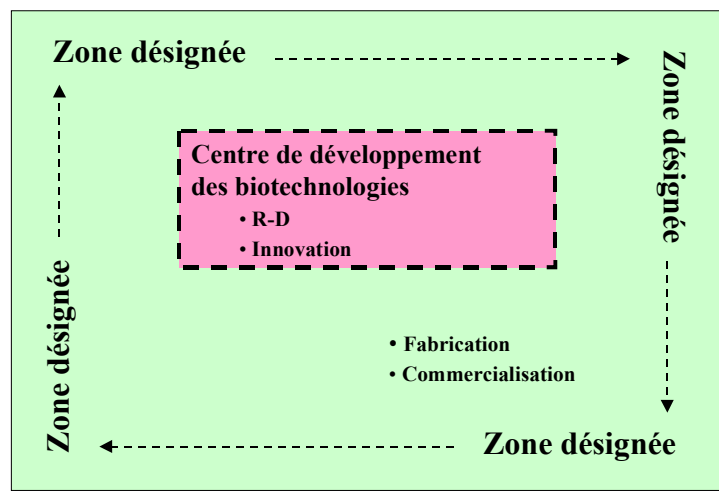 Zone désignée
Zone désignée
Centre de développement
des biotechnologies
• R-D
• Innovation
Zone désignée
• Fabrication
• Commercialisation
Zone désignée